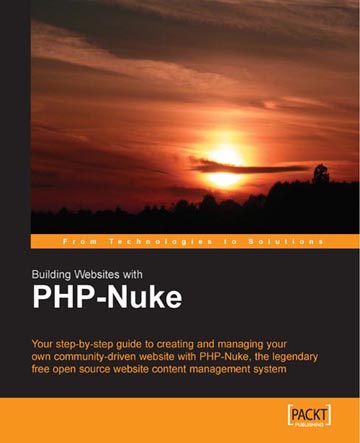 From Technologies to Solutions
Building Websites with
PHP-Nuke
Your step-by-step guide to creating and managing your
own community-driven website with PHP-Nuke, the legendary
free open source website content management system
[PACKT]
PUBLISHING